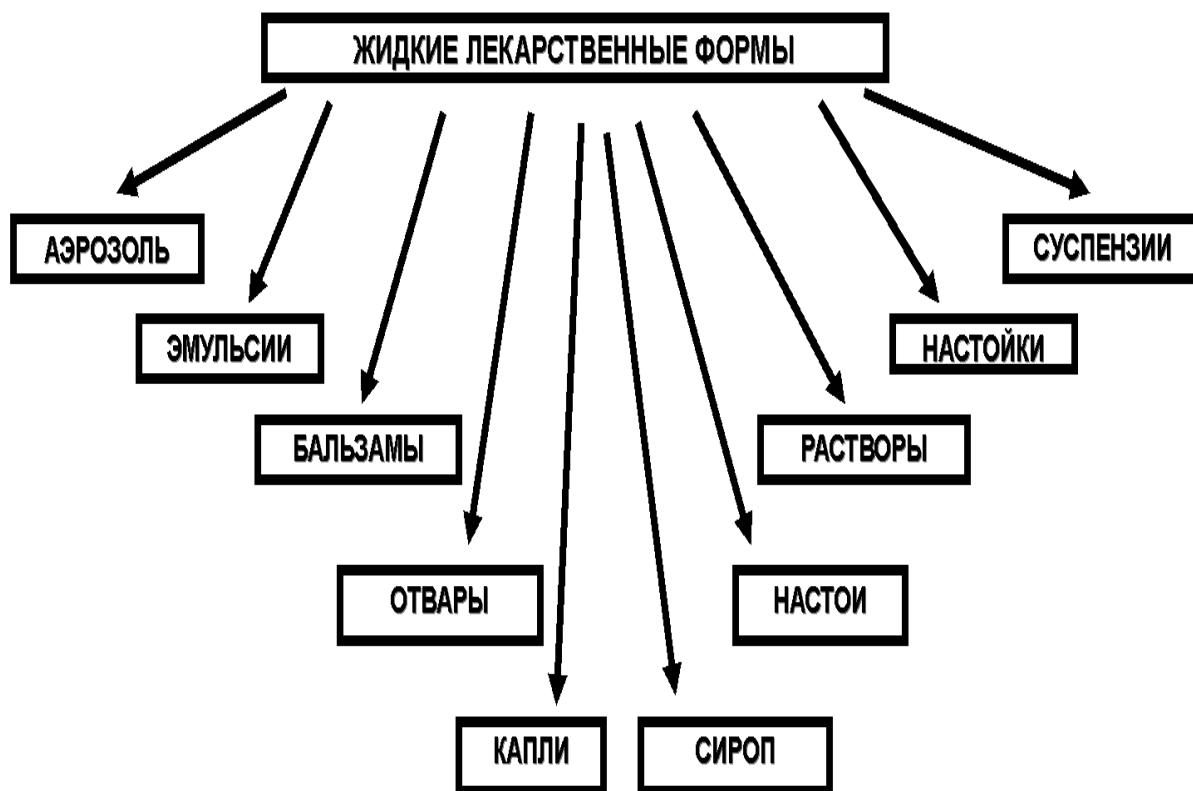 ЖИДКИЕ ЛЕКАРСТВЕННЫЕ ФОРМЫ
АЭРОЗОЛЬ
СУСПЕНЗИИ
ЭМУЛЬСИИ
НАСТОЙКИ
БАЛЬЗАМЫ
РАСТВОРЫ
ОТВАРЫ
НАСТОИ
КАПЛИ
СИРОП